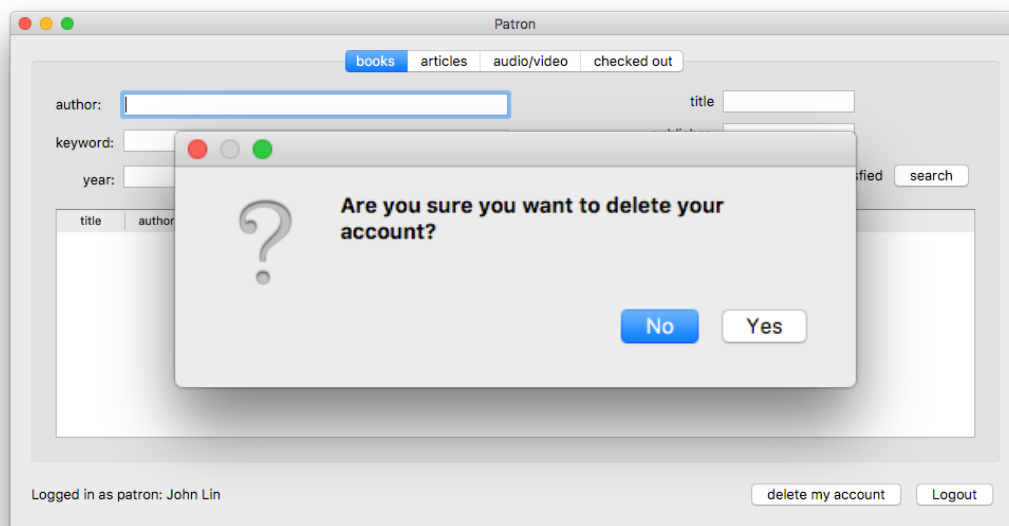 Patron
books articles audio/video checked out
author: title
keyword:
year: search
title author
?
Are you sure you want to delete your
account?
No Yes
Logged in as patron: John Lin delete my account Logout